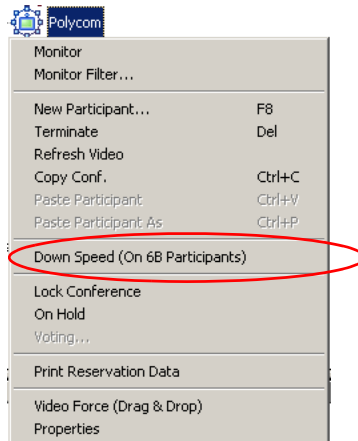 Polycom
Monitor
Monitor Filter...
New Participant... F8
Terminate Del
Refresh Video
Copy Conf. Ctrl+C
Paste Participant Ctrl+V
Paste Participant As Ctrl+P
Down Speed (On 6B Participants)
Lock Conference
On Hold
Voting...
Print Reservation Data
Video Force (Drag & Drop)
Properties